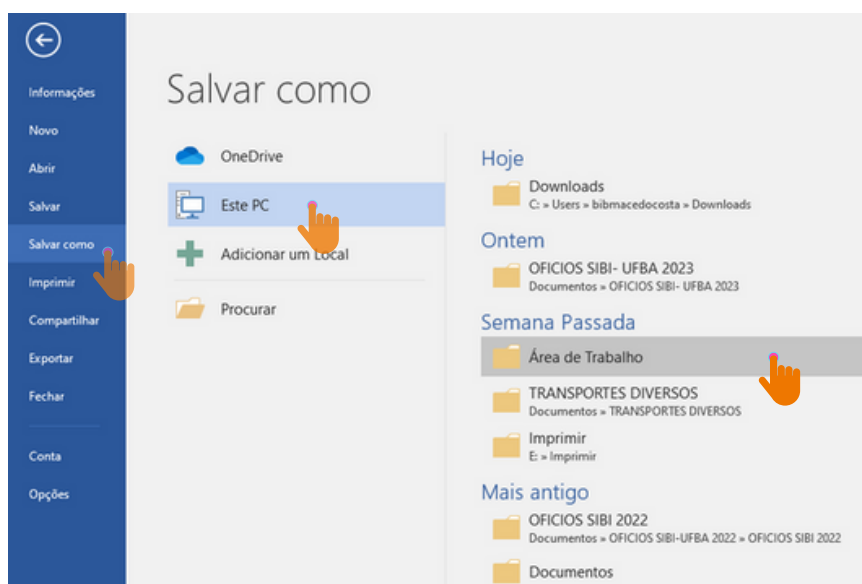 Informações
Novo
Abrir
Salvar
Salvar como
Imprimir
Compartilhar
Exportar
Fechar
Conta
Opções
Salvar como
OneDrive
Este PC
Adicionar um Local
Procurar
Hoje
Downloads
C: » Users » bibmacedocosta » Downloads
Ontem
OFICIOS SIBI- UFBA 2023
Documentos » OFICIOS SIBI- UFBA 2023
Semana Passada
Área de Trabalho
TRANSPORTES DIVERSOS
Documentos » TRANSPORTES DIVERSOS
Imprimir
E: » Imprimir
Mais antigo
OFICIOS SIBI 2022
Documentos » OFICIOS SIBI-UFBA 2022 » OFICIOS SIBI 2022
Documentos